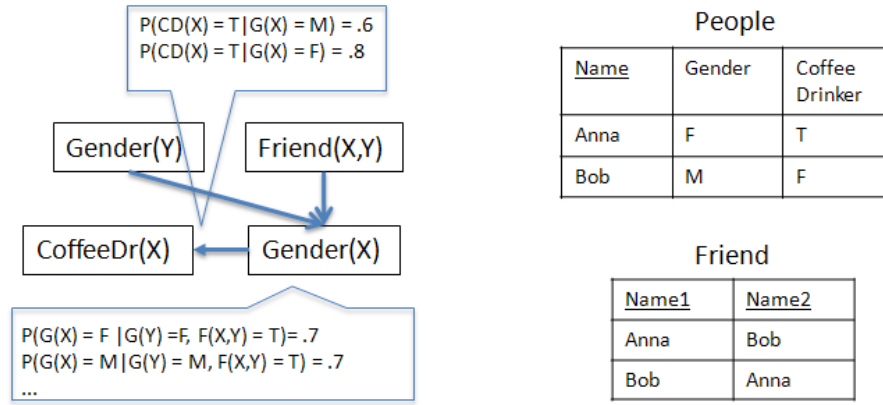 P(CD(X) = T|G(X) = M) = .6
P(CD(X) = T|G(X) = F) = .8
Gender(Y)
Friend(X,Y)
CoffeeDr(X)
Gender(X)
P(G(X) = F |G(Y) =F, F(X,Y) = T)= .7
P(G(X) = M|G(Y) = M, F(X,Y) = T) = .7
...
People
Name Gender Coffee
Drinker
Anna F T
Bob M F
Friend
Name1 Name2
Anna Bob
Bob Anna